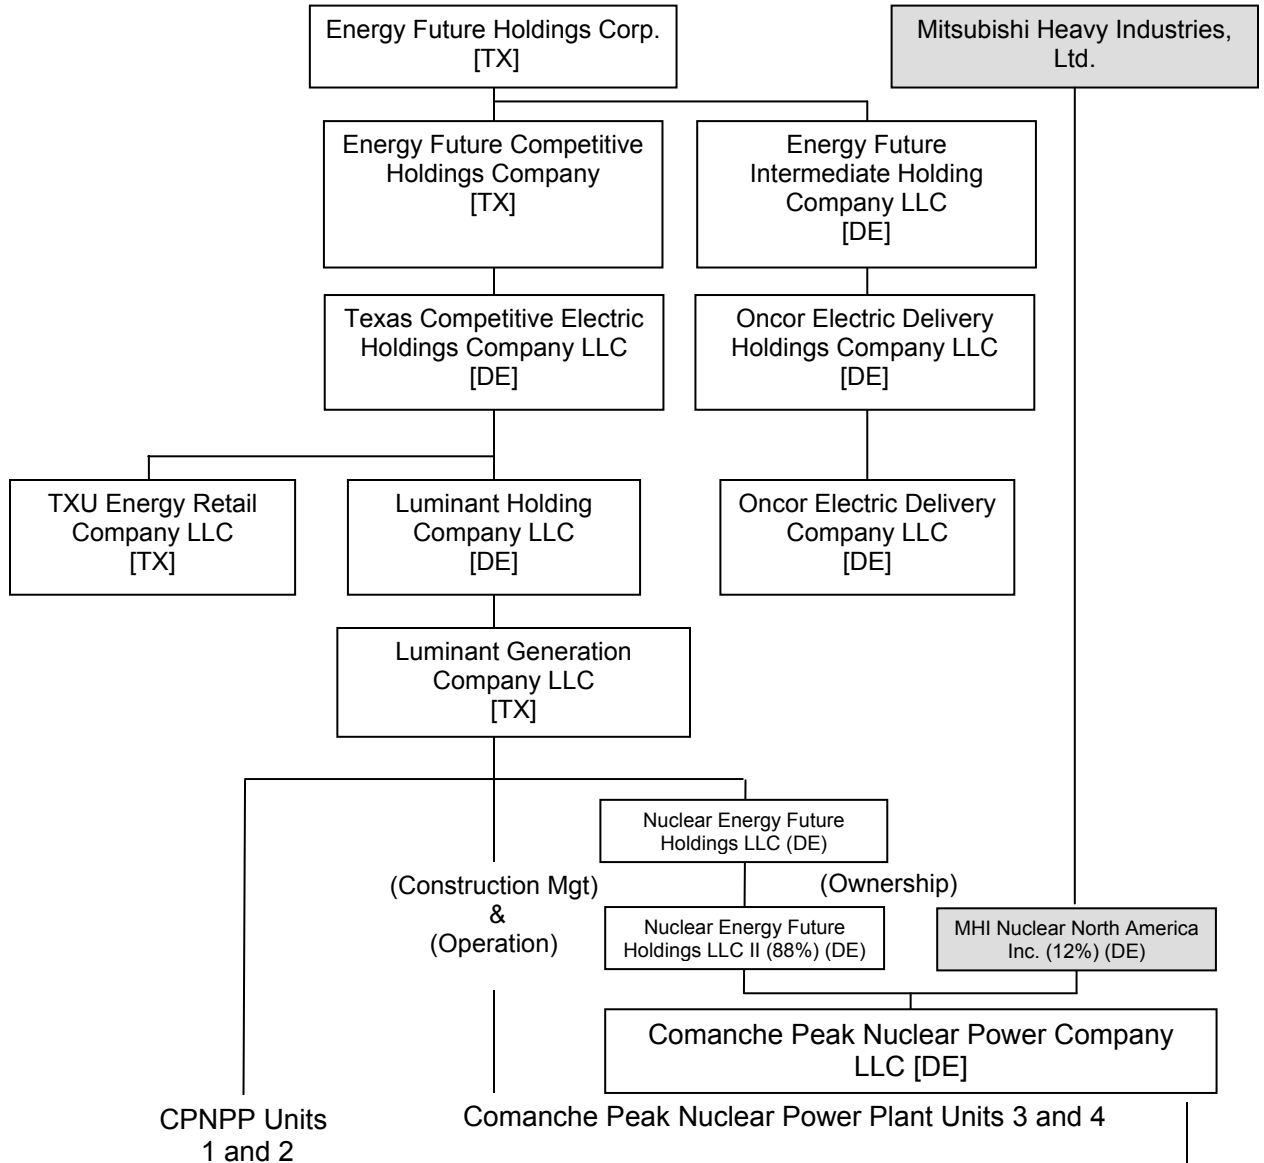 Energy Future Holdings Corp.
[TX]
Mitsubishi Heavy Industries,
Ltd.
Energy Future Competitive
Holdings Company
[TX]
Energy Future
Intermediate Holding
Company LLC
[DE]
Texas Competitive Electric
Holdings Company LLC
[DE]
Oncor Electric Delivery
Holdings Company LLC
[DE]
TXU Energy Retail
Company LLC
[TX]
Luminant Holding
Company LLC
[DE]
Oncor Electric Delivery
Company LLC
[DE]
Luminant Generation
Company LLC
[TX]
Nuclear Energy Future
Holdings LLC (DE)
(Construction Mgt)
&
(Operation)
(Ownership)
Nuclear Energy Future
Holdings LLC II (88%) (DE)
MHI Nuclear North America
Inc. (12%) (DE)
Comanche Peak Nuclear Power Company
LLC [DE]
CPNPP Units
1 and 2
Comanche Peak Nuclear Power Plant Units 3 and 4